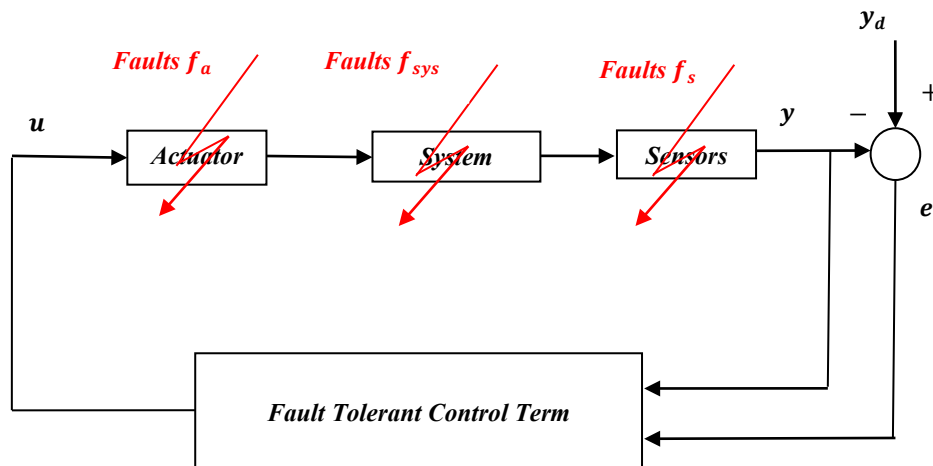 y_d
Faults f_a
Faults f_sys
Faults f_s
+
u
y
−
Actuator
System
Sensors
e
Fault Tolerant Control Term